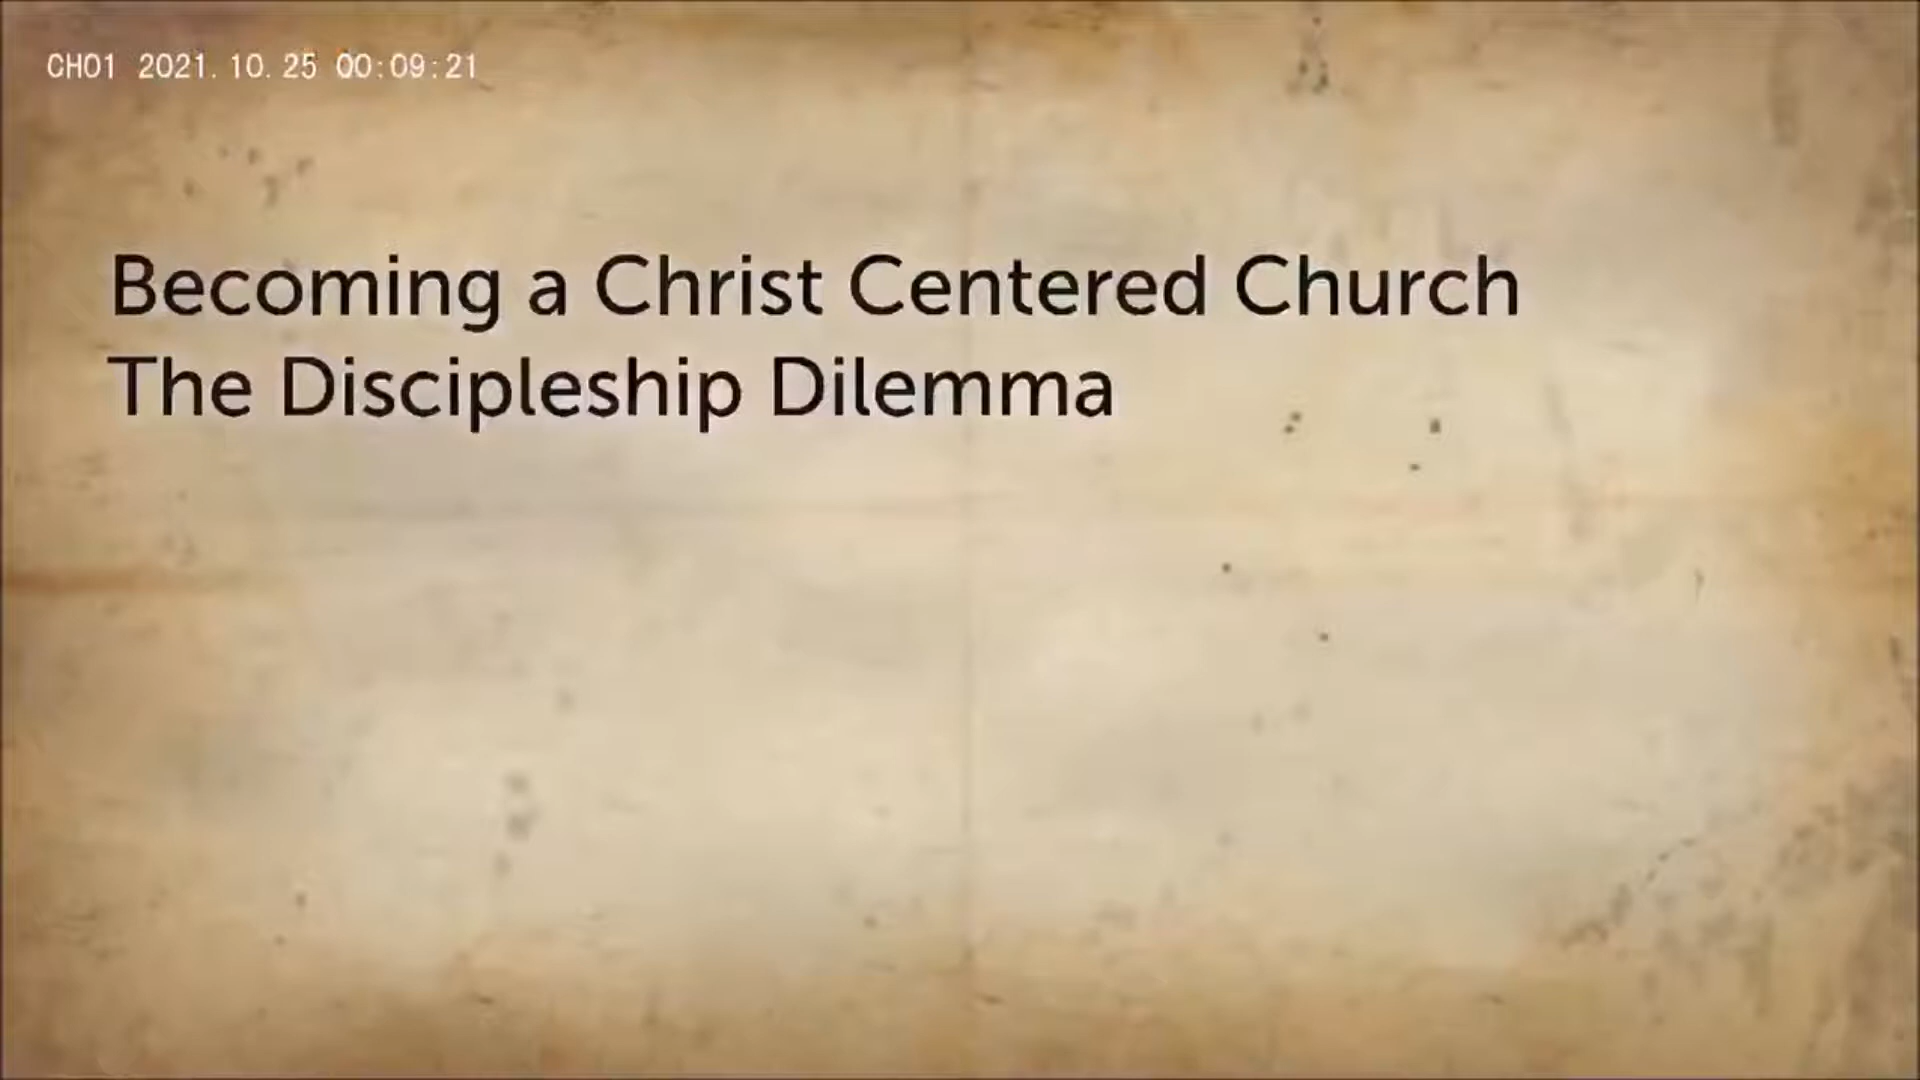 CH01 2021.10.25 00:09:21
Becoming a Christ Centered Church
The Discipleship Dilemma